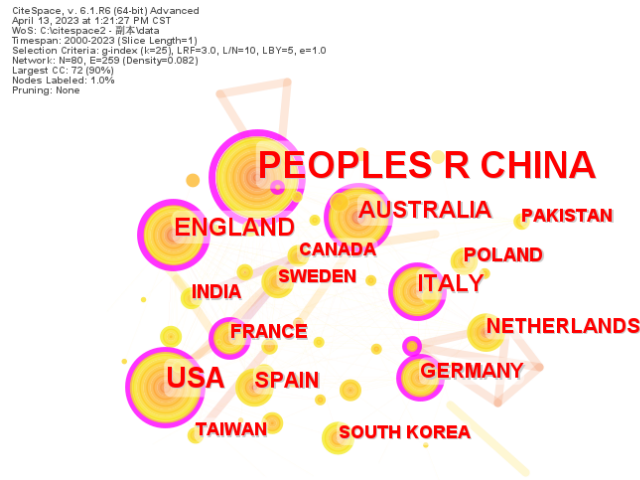 CiteSpace, v. 6.1.R6 (64-bit) Advanced
April 13, 2023 at 1:21:27 PM CST
WoS: C:\citespace2 - 副本\data
Timespan: 2000-2023 (Slice Length=1)
Selection Criteria: g-index (k=25), LRF=3.0, L/N=10, LBY=5, e=1.0
Network: N=80, E=259 (Density=0.082)
Largest CC: 72 (90%)
Nodes Labeled: 1.0%
Pruning: None
PEOPLES R CHINA
AUSTRALIA
PAKISTAN
ENGLAND
CANADA
POLAND
SWEDEN
ITALY
INDIA
FRANCE
NETHERLANDS
USA
SPAIN
GERMANY
TAIWAN
SOUTH KOREA